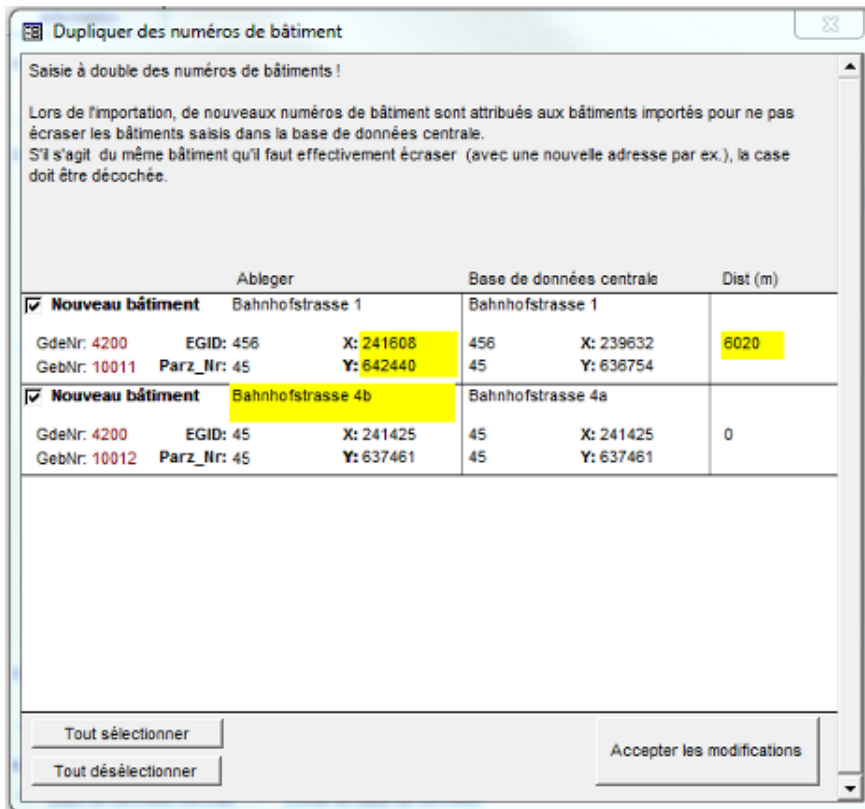 Dupliquer des numéros de bâtiment
Saisie à double des numéros de bâtiments !
Lors de l'importation, de nouveaux numéros de bâtiment sont attribués aux bâtiments importés pour ne pas
écraser les bâtiments saisis dans la base de données centrale.
S'il s'agit du même bâtiment qu'il faut effectivement écraser (avec une nouvelle adresse par ex.), la case
doit être décochée.
Ableger Base de données centrale Dist (m)
Nouveau bâtiment Bahnhofstrasse 1 Bahnhofstrasse 1
GdeNr: 4200 EGID: 456 X: 241608 456 X: 239632 6020
GebNr: 10011 Parz_Nr: 45 Y: 642440 45 Y: 636754
Nouveau bâtiment Bahnhofstrasse 4b Bahnhofstrasse 4a
GdeNr: 4200 EGID: 45 X: 241425 45 X: 241425 0
GebNr: 10012 Parz_Nr: 45 Y: 637461 45 Y: 637461
Tout sélectionner
Accepter les modifications
Tout désélectionner